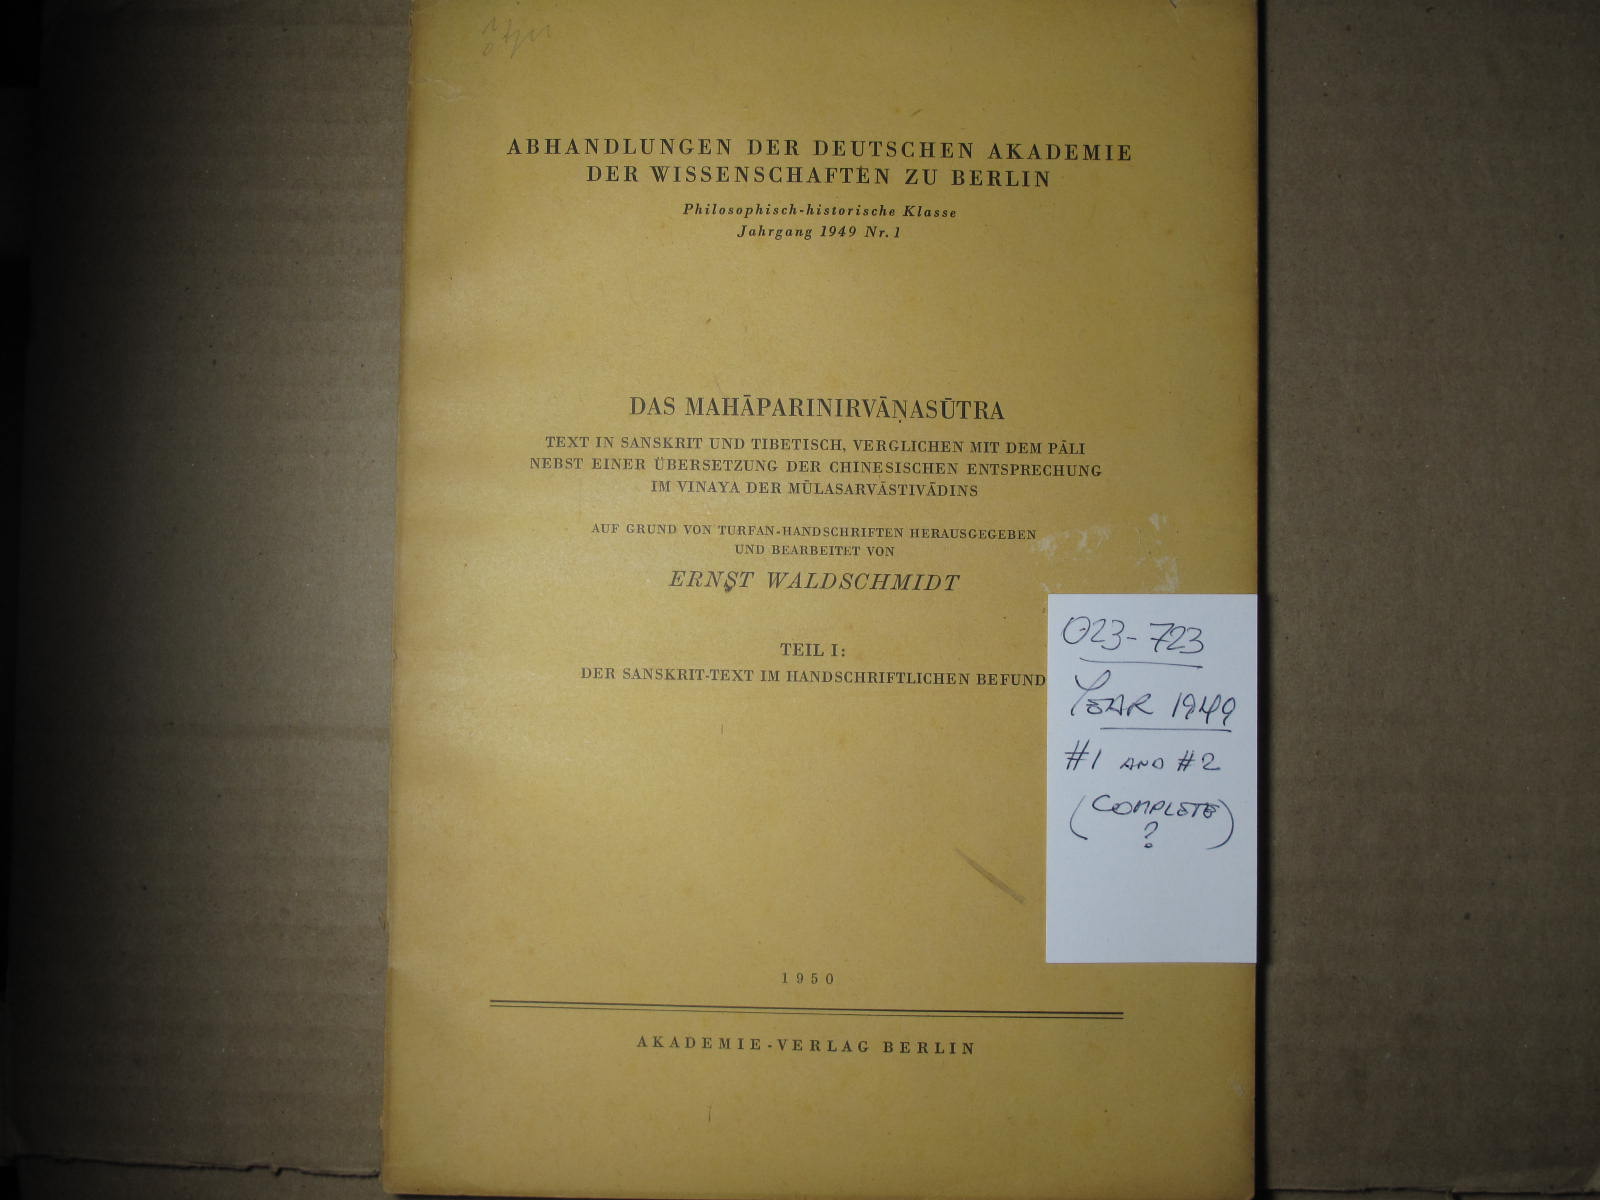 ABHANDLUNGEN DER DEUTSCHEN AKADEMIE
DER WISSENSCHAFTEN ZU BERLIN
Philosophisch-historische Klasse
Jahrgang 1949 Nr. 1
DAS MAHĀPARINIRVĀṆASŪTRA
TEXT IN SANSKRIT UND TIBETISCH, VERGLICHEN MIT DEM PĀLI
NEBST EINER ÜBERSETZUNG DER CHINESISCHEN ENTSPRECHUNG
IM VINAYA DER MŪLASARVĀSTIVĀDINS
AUF GRUND VON TURFAN-HANDSCHRIFTEN HERAUSGEGEBEN
UND BEARBEITET VON
ERNST WALDSCHMIDT
TEIL I:
DER SANSKRIT-TEXT IM HANDSCHRIFTLICHEN BEFUND
1950
AKADEMIE-VERLAG BERLIN
023-723
YEAR 1949
#1 AND #2
(COMPLETE)
?